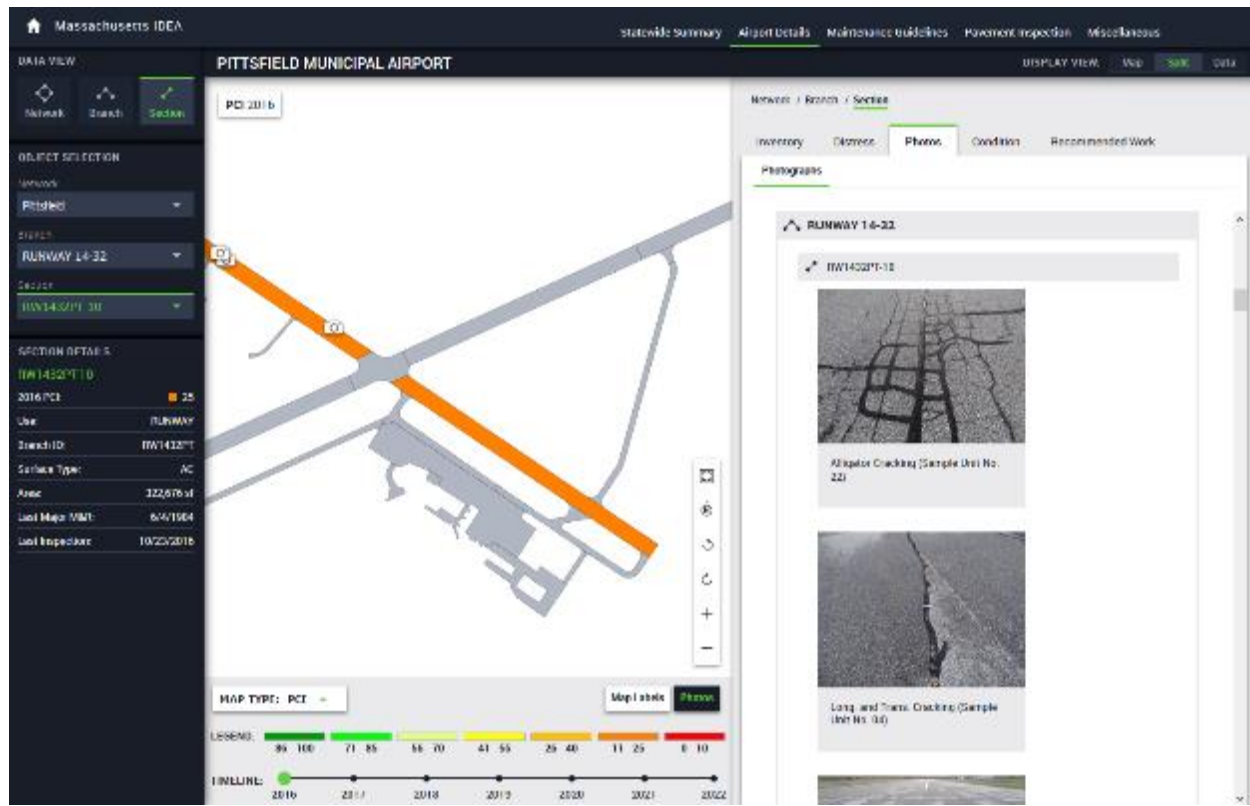 Massachusetts IDEA
Statewide Summary Airport Details Maintenance Guidelines Pavement Inspection Miscellaneous
DATA VIEW
PITTSFIELD MUNICIPAL AIRPORT
DISPLAY VIEW: Map Split Data
Network Branch Section
PCI 2016
Network / Branch / Section
Inventory Distress Photos Condition Recommended Work
Photographs
OBJECT SELECTION
Network
Pittsfield
Branch
RUNWAY 14-32
Section
RW1432PT-10
RUNWAY 14-32
RW1432PT-10
SECTION DETAILS
RW1432PT10
2016 PCI: 25
Use: RUNWAY
Branch ID: RW1432PT
Surface Type: AC
Area: 322,676 sf
Last Major M&R:
Last Inspection: 10/25/2016
Alligator Cracking (Sample Unit No.
22)
Long. and Trans. Cracking (Sample
Unit No. 04)
MAP TYPE: PCI
Map Labels Photos
LEGEND:
86 100 71 85 56 70 41 55 26 40 11 25 0 10
TIMELINE:
2016 2017 2018 2019 2020 2021 2022